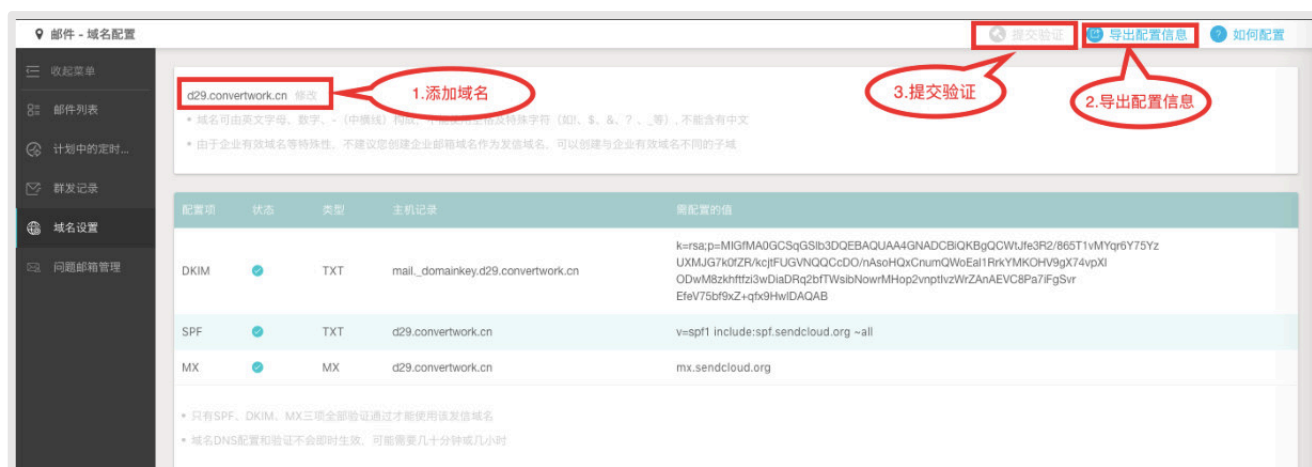 邮件 - 域名配置
提交验证
导出配置信息
如何配置
收起菜单
邮件列表
计划中的定时...
群发记录
域名设置
问题邮箱管理
d29.convertwork.cn 修改
1.添加域名
3.提交验证
2.导出配置信息
• 域名可由英文字母、数字、-（中横线）构成，不能使用空格及特殊字符（如!、$、&、?、_等）, 不能含有中文
• 由于企业有效域名等特殊性，不建议您创建企业邮箱域名作为发信域名，可以创建与企业有效域名不同的子域
配置项 状态 类型 主机记录 需配置的值
DKIM TXT mail._domainkey.d29.convertwork.cn
k=rsa;p=MIGfMA0GCSqGSIb3DQEBAQUAA4GNADCBiQKBgQCWtJfe3R2/865T1vMYqr6Y75Yz
UXMJG7k0fZR/kcjtFUGVNQQCcDO/nAsoHQxCnumQWoEaI1RrkYMKOHV9gX74vpXl
ODwM8zkhftfzi3wDiaDRq2bfTWsibNowrMHop2vnptIvzWrZAnAEVC8Pa7iFgSvr
EfeV75bf9xZ+qfx9HwIDAQAB
SPF TXT d29.convertwork.cn v=spf1 include:spf.sendcloud.org ~all
MX MX d29.convertwork.cn mx.sendcloud.org
• 只有SPF、DKIM、MX三项全部验证通过才能使用该发信域名
• 域名DNS配置和验证不会即时生效，可能需要几十分钟或几小时